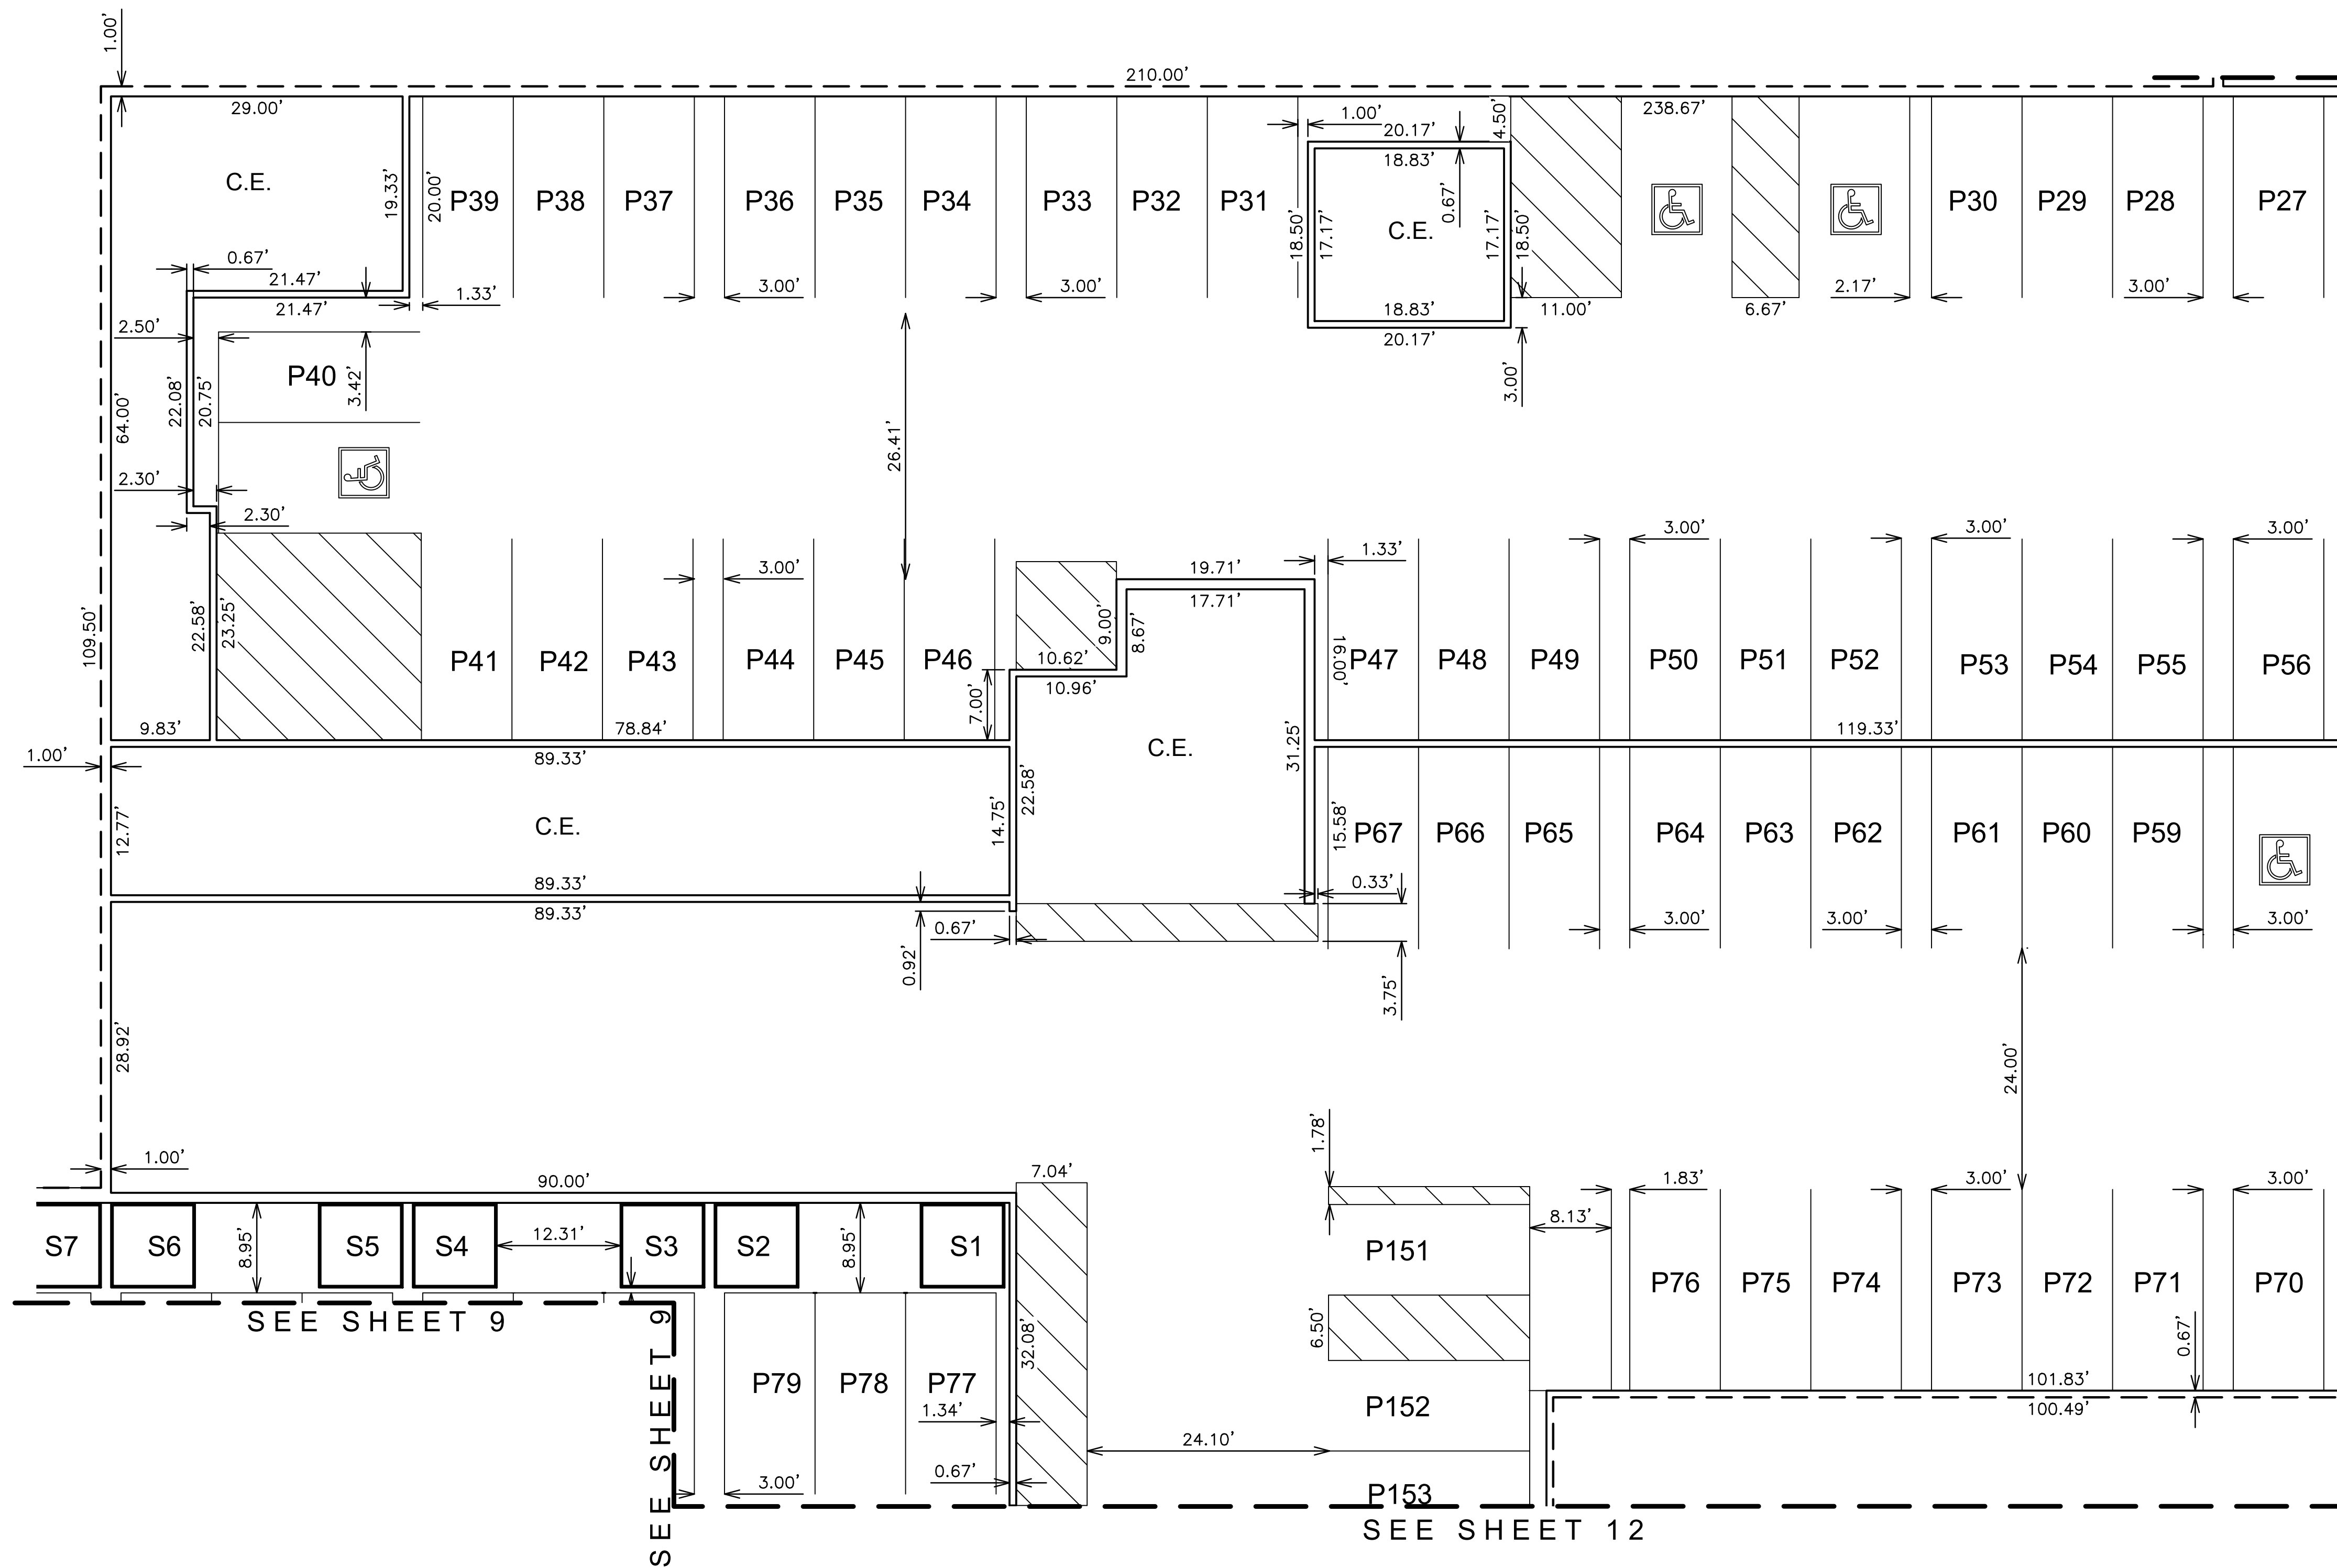 1.00'
210.00'
29.00'
1.00'
20.17'
4.50'
238.67'
C.E.
19.33'
20.00'
P39
P38
P37
P36
P35
P34
P33
P32
P31
18.83'
0.67'
18.50'
17.17'
C.E.
17.17'
18.50'
P30
P29
P28
P27
0.67'
21.47'
21.47'
1.33'
3.00'
3.00'
18.83'
20.17'
11.00'
6.67'
2.17'
3.00'
2.50'
P40
3.42'
3.00'
64.00'
22.08'
20.75'
26.41'
2.30'
2.30'
3.00'
1.33'
3.00'
3.00'
3.00'
19.71'
17.71'
109.50'
22.58'
23.25'
9.00'
8.67'
16.00'
P41
P42
P43
P44
P45
P46
10.62'
10.96'
7.00'
P47
P48
P49
P50
P51
P52
P53
P54
P55
P56
9.83'
78.84'
119.33'
1.00'
89.33'
C.E.
31.25'
22.58'
12.77'
C.E.
14.75'
15.58'
P67
P66
P65
P64
P63
P62
P61
P60
P59
89.33'
89.33'
0.33'
0.92'
0.67'
3.00'
3.00'
3.00'
3.75'
28.92'
24.00'
1.78'
1.00'
90.00'
7.04'
1.83'
3.00'
3.00'
S7
S6
8.95'
S5
S4
12.31'
S3
S2
8.95'
S1
8.13'
P151
P76
P75
P74
P73
P72
P71
P70
SEE SHEET 9
SEE SHEET 9
6.50'
32.08'
0.67'
P79
P78
P77
1.34'
P152
101.83'
100.49'
24.10'
0.67'
3.00'
P153
SEE SHEET 12